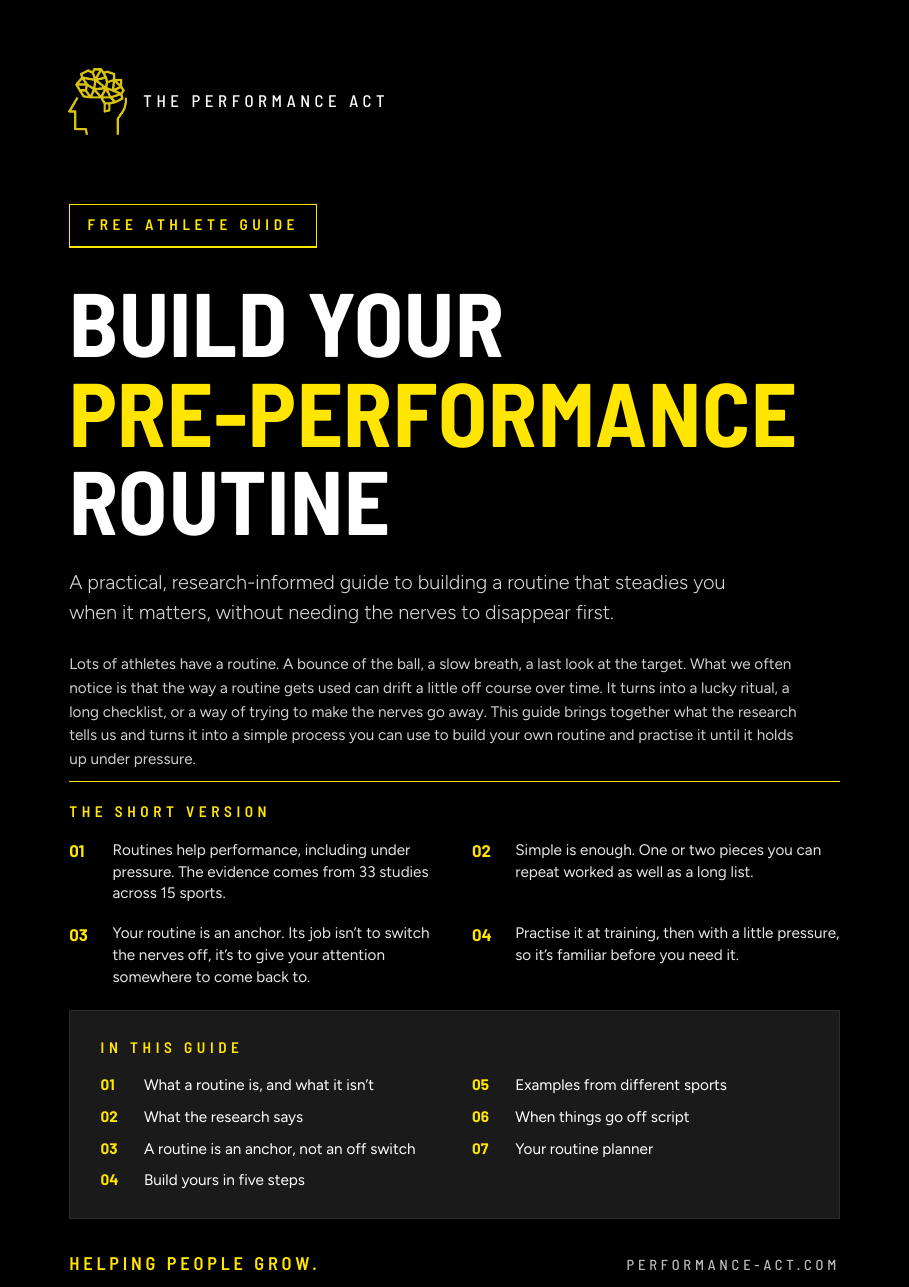 THE PERFORMANCE ACT
FREE ATHLETE GUIDE
BUILD YOUR
PRE-PERFORMANCE
ROUTINE
A practical, research-informed guide to building a routine that steadies you
when it matters, without needing the nerves to disappear first.
Lots of athletes have a routine. A bounce of the ball, a slow breath, a last look at the target. What we often
notice is that the way a routine gets used can drift a little off course over time. It turns into a lucky ritual, a
long checklist, or a way of trying to make the nerves go away. This guide brings together what the research
tells us and turns it into a simple process you can use to build your own routine and practise it until it holds
up under pressure.
THE SHORT VERSION
01 Routines help performance, including under
pressure. The evidence comes from 33 studies
across 15 sports.
02 Simple is enough. One or two pieces you can
repeat worked as well as a long list.
03 Your routine is an anchor. Its job isn’t to switch
the nerves off, it’s to give your attention
somewhere to come back to.
04 Practise it at training, then with a little pressure,
so it’s familiar before you need it.
IN THIS GUIDE
01 What a routine is, and what it isn’t
02 What the research says
03 A routine is an anchor, not an off switch
04 Build yours in five steps
05 Examples from different sports
06 When things go off script
07 Your routine planner
HELPING PEOPLE GROW.
PERFORMANCE-ACT.COM